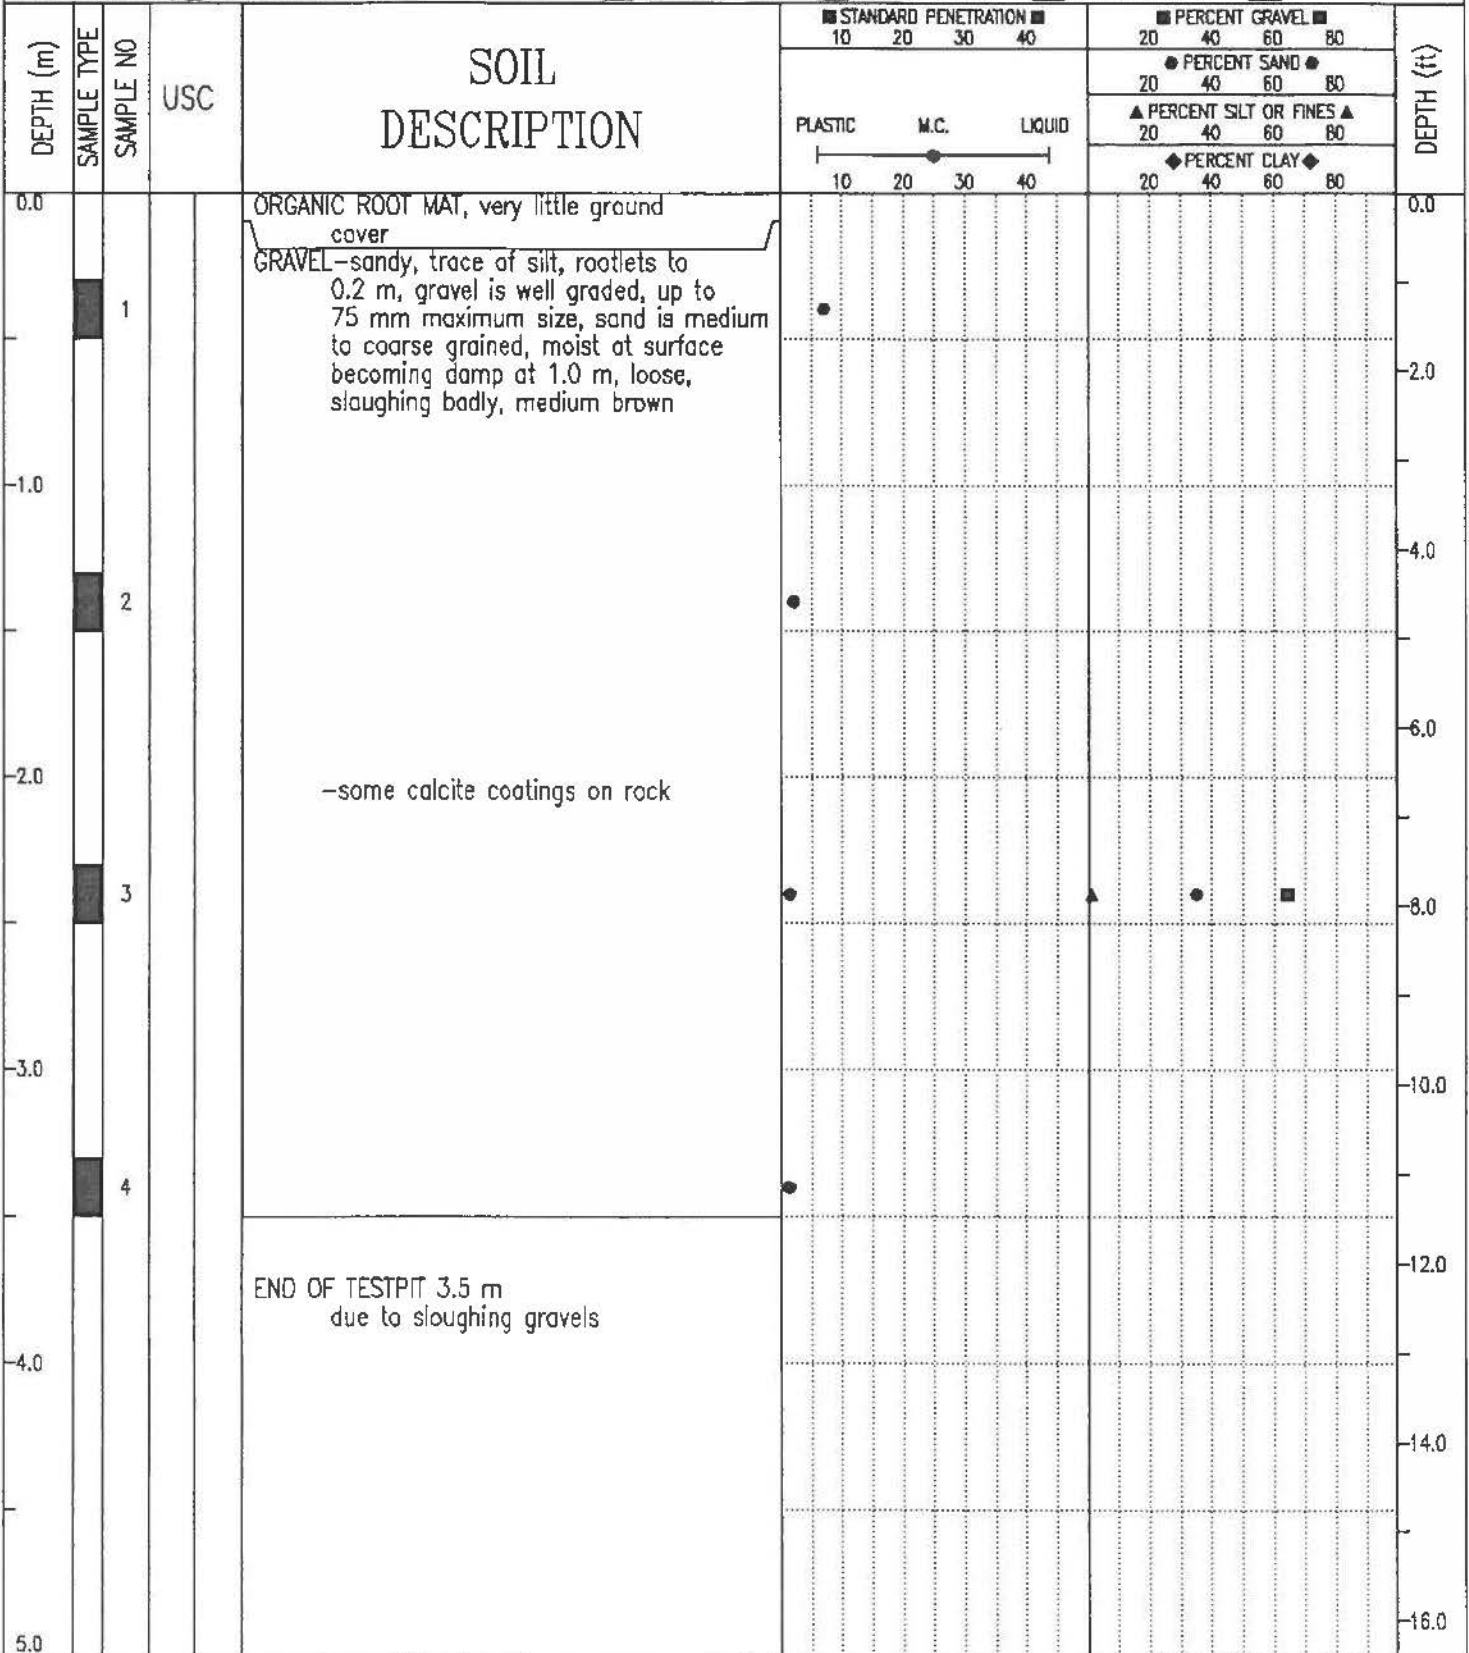 DEPTH (m)
SAMPLE TYPE
SAMPLE NO
USC
SOIL
DESCRIPTION
■ STANDARD PENETRATION ■
10 20 30 40
PLASTIC M.C. LIQUID
10 20 30 40
■ PERCENT GRAVEL ■
20 40 60 80
● PERCENT SAND ●
20 40 60 80
▲ PERCENT SILT OR FINES ▲
20 40 60 80
◆ PERCENT CLAY ◆
20 40 60 80
DEPTH (ft)
0.0
ORGANIC ROOT MAT, very little ground
cover
GRAVEL-sandy, trace of silt, rootlets to
0.2 m, gravel is well graded, up to
75 mm maximum size, sand is medium
to coarse grained, moist at surface
becoming damp at 1.0 m, loose,
sloughing badly, medium brown
1
-1.0
2
-2.0
-some calcite coatings on rock
3
-3.0
4
END OF TESTPIT 3.5 m
due to sloughing gravels
-4.0
5.0
0.0
-2.0
-4.0
-6.0
-8.0
-10.0
-12.0
-14.0
-16.0